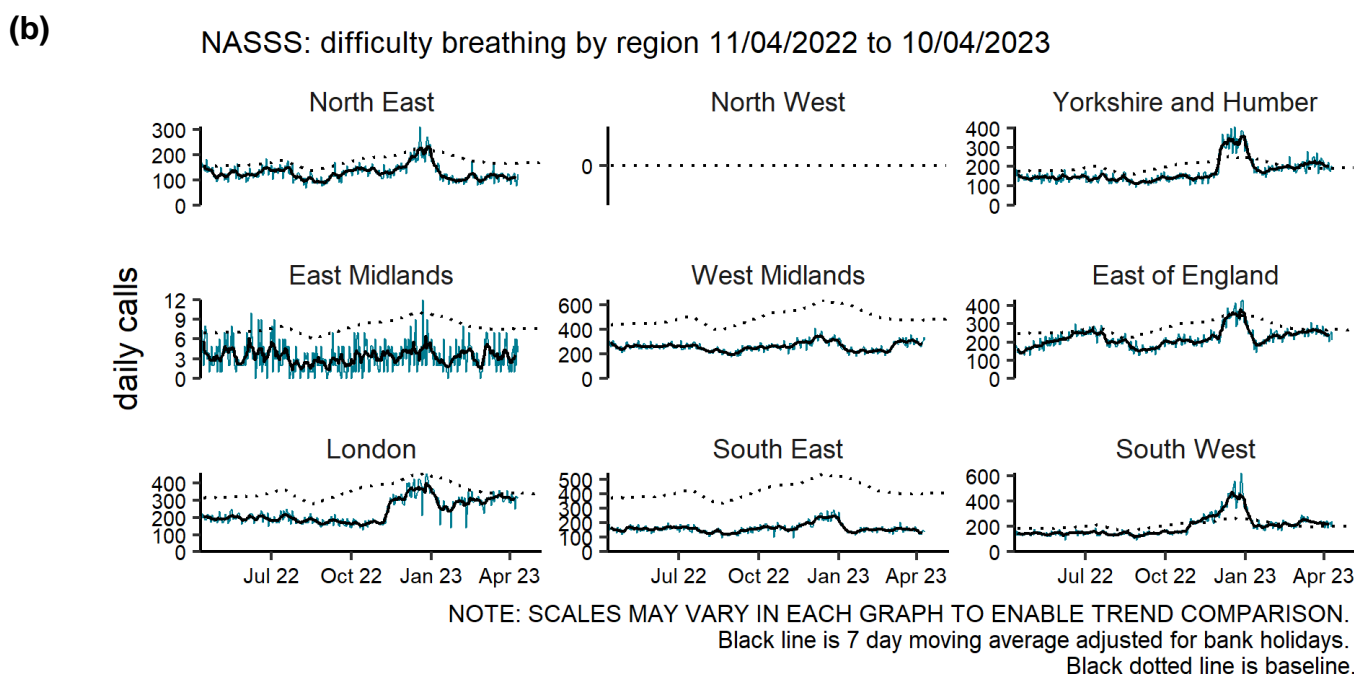 (b)
NASSS: difficulty breathing by region 11/04/2022 to 10/04/2023
daily calls
North East
300
200
100
0
North West
0
Yorkshire and Humber
400
300
200
100
0
East Midlands
12
9
6
3
0
West Midlands
600
400
200
0
East of England
400
300
200
100
0
London
400
300
200
100
0
Jul 22 Oct 22 Jan 23 Apr 23
South East
500
400
300
200
100
0
Jul 22 Oct 22 Jan 23 Apr 23
South West
600
400
200
0
Jul 22 Oct 22 Jan 23 Apr 23
NOTE: SCALES MAY VARY IN EACH GRAPH TO ENABLE TREND COMPARISON.
Black line is 7 day moving average adjusted for bank holidays.
Black dotted line is baseline.